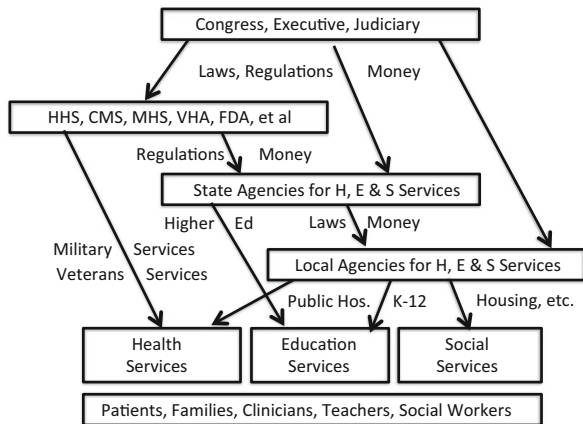 Congress, Executive, Judiciary
Laws, Regulations Money
HHS, CMS, MHS, VHA, FDA, et al
Regulations Money
State Agencies for H, E & S Services
Higher Ed Laws Money
Military Services
Veterans Services
Local Agencies for H, E & S Services
Public Hos. K-12 Housing, etc.
Health
Services
Education
Services
Social
Services
Patients, Families, Clinicians, Teachers, Social Workers